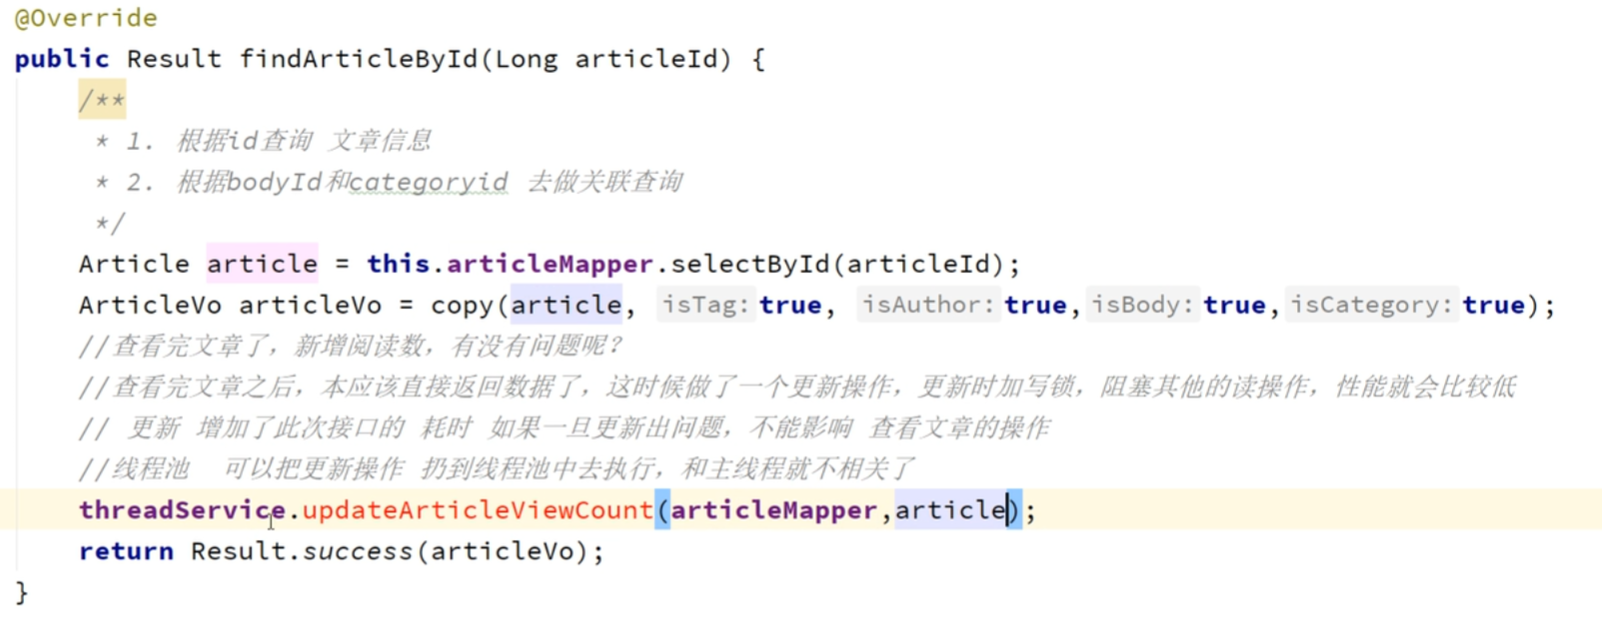 @Override
public Result findArticleById(Long articleId) {
/**
* 1. 根据id查询 文章信息
* 2. 根据bodyId和categoryid 去做关联查询
*/
Article article = this.articleMapper.selectById(articleId);
ArticleVo articleVo = copy(article, isTag: true, isAuthor: true, isBody: true, isCategory: true);
//查看完文章了，新增阅读数，有没有问题呢？
//查看完文章之后，本应该直接返回数据了，这时候做了一个更新操作，更新时加写锁，阻塞其他的读操作，性能就会比较低
// 更新 增加了此次接口的 耗时 如果一旦更新出问题，不能影响 查看文章的操作
//线程池 可以把更新操作 扔到线程池中去执行，和主线程就不相关了
threadService.updateArticleViewCount(articleMapper,article);
return Result.success(articleVo);
}